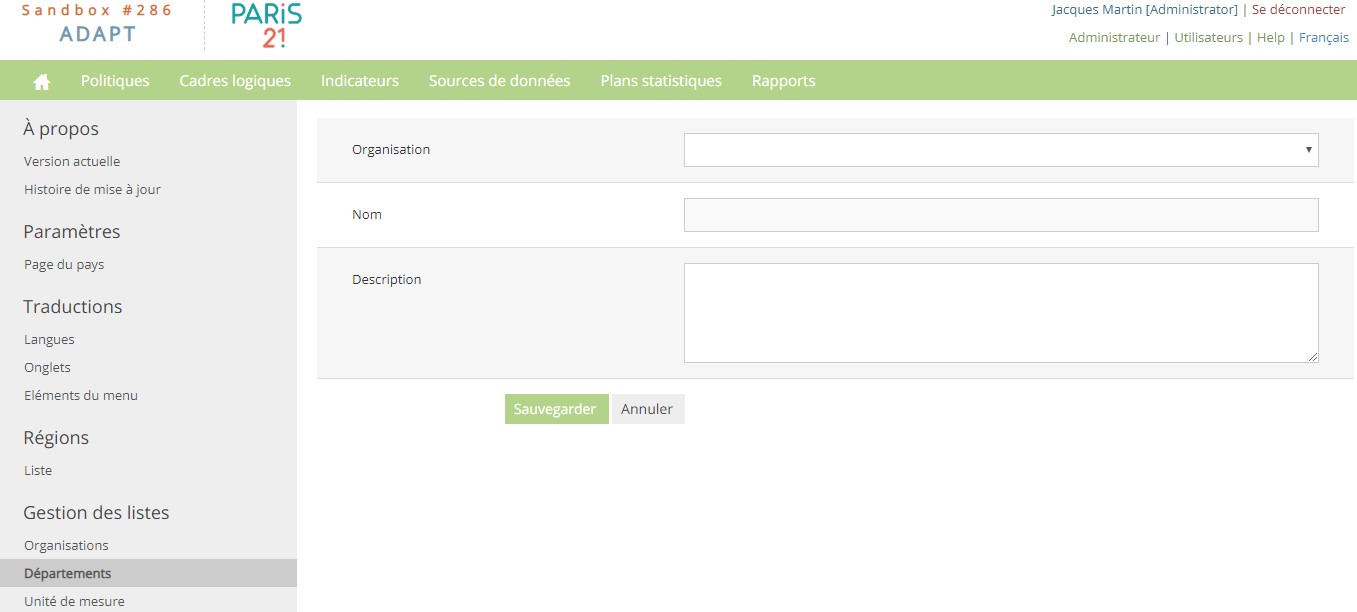 Sandbox #286
ADAPT
PARiS
21!
Jacques Martin [Administrator] | Se déconnecter
Administrateur | Utilisateurs | Help | Français
Politiques Cadres logiques Indicateurs Sources de données Plans statistiques Rapports
À propos
Version actuelle
Histoire de mise à jour
Paramètres
Page du pays
Traductions
Langues
Onglets
Eléments du menu
Régions
Liste
Gestion des listes
Organisations
Départements
Unité de mesure
Organisation
Nom
Description
Sauvegarder Annuler